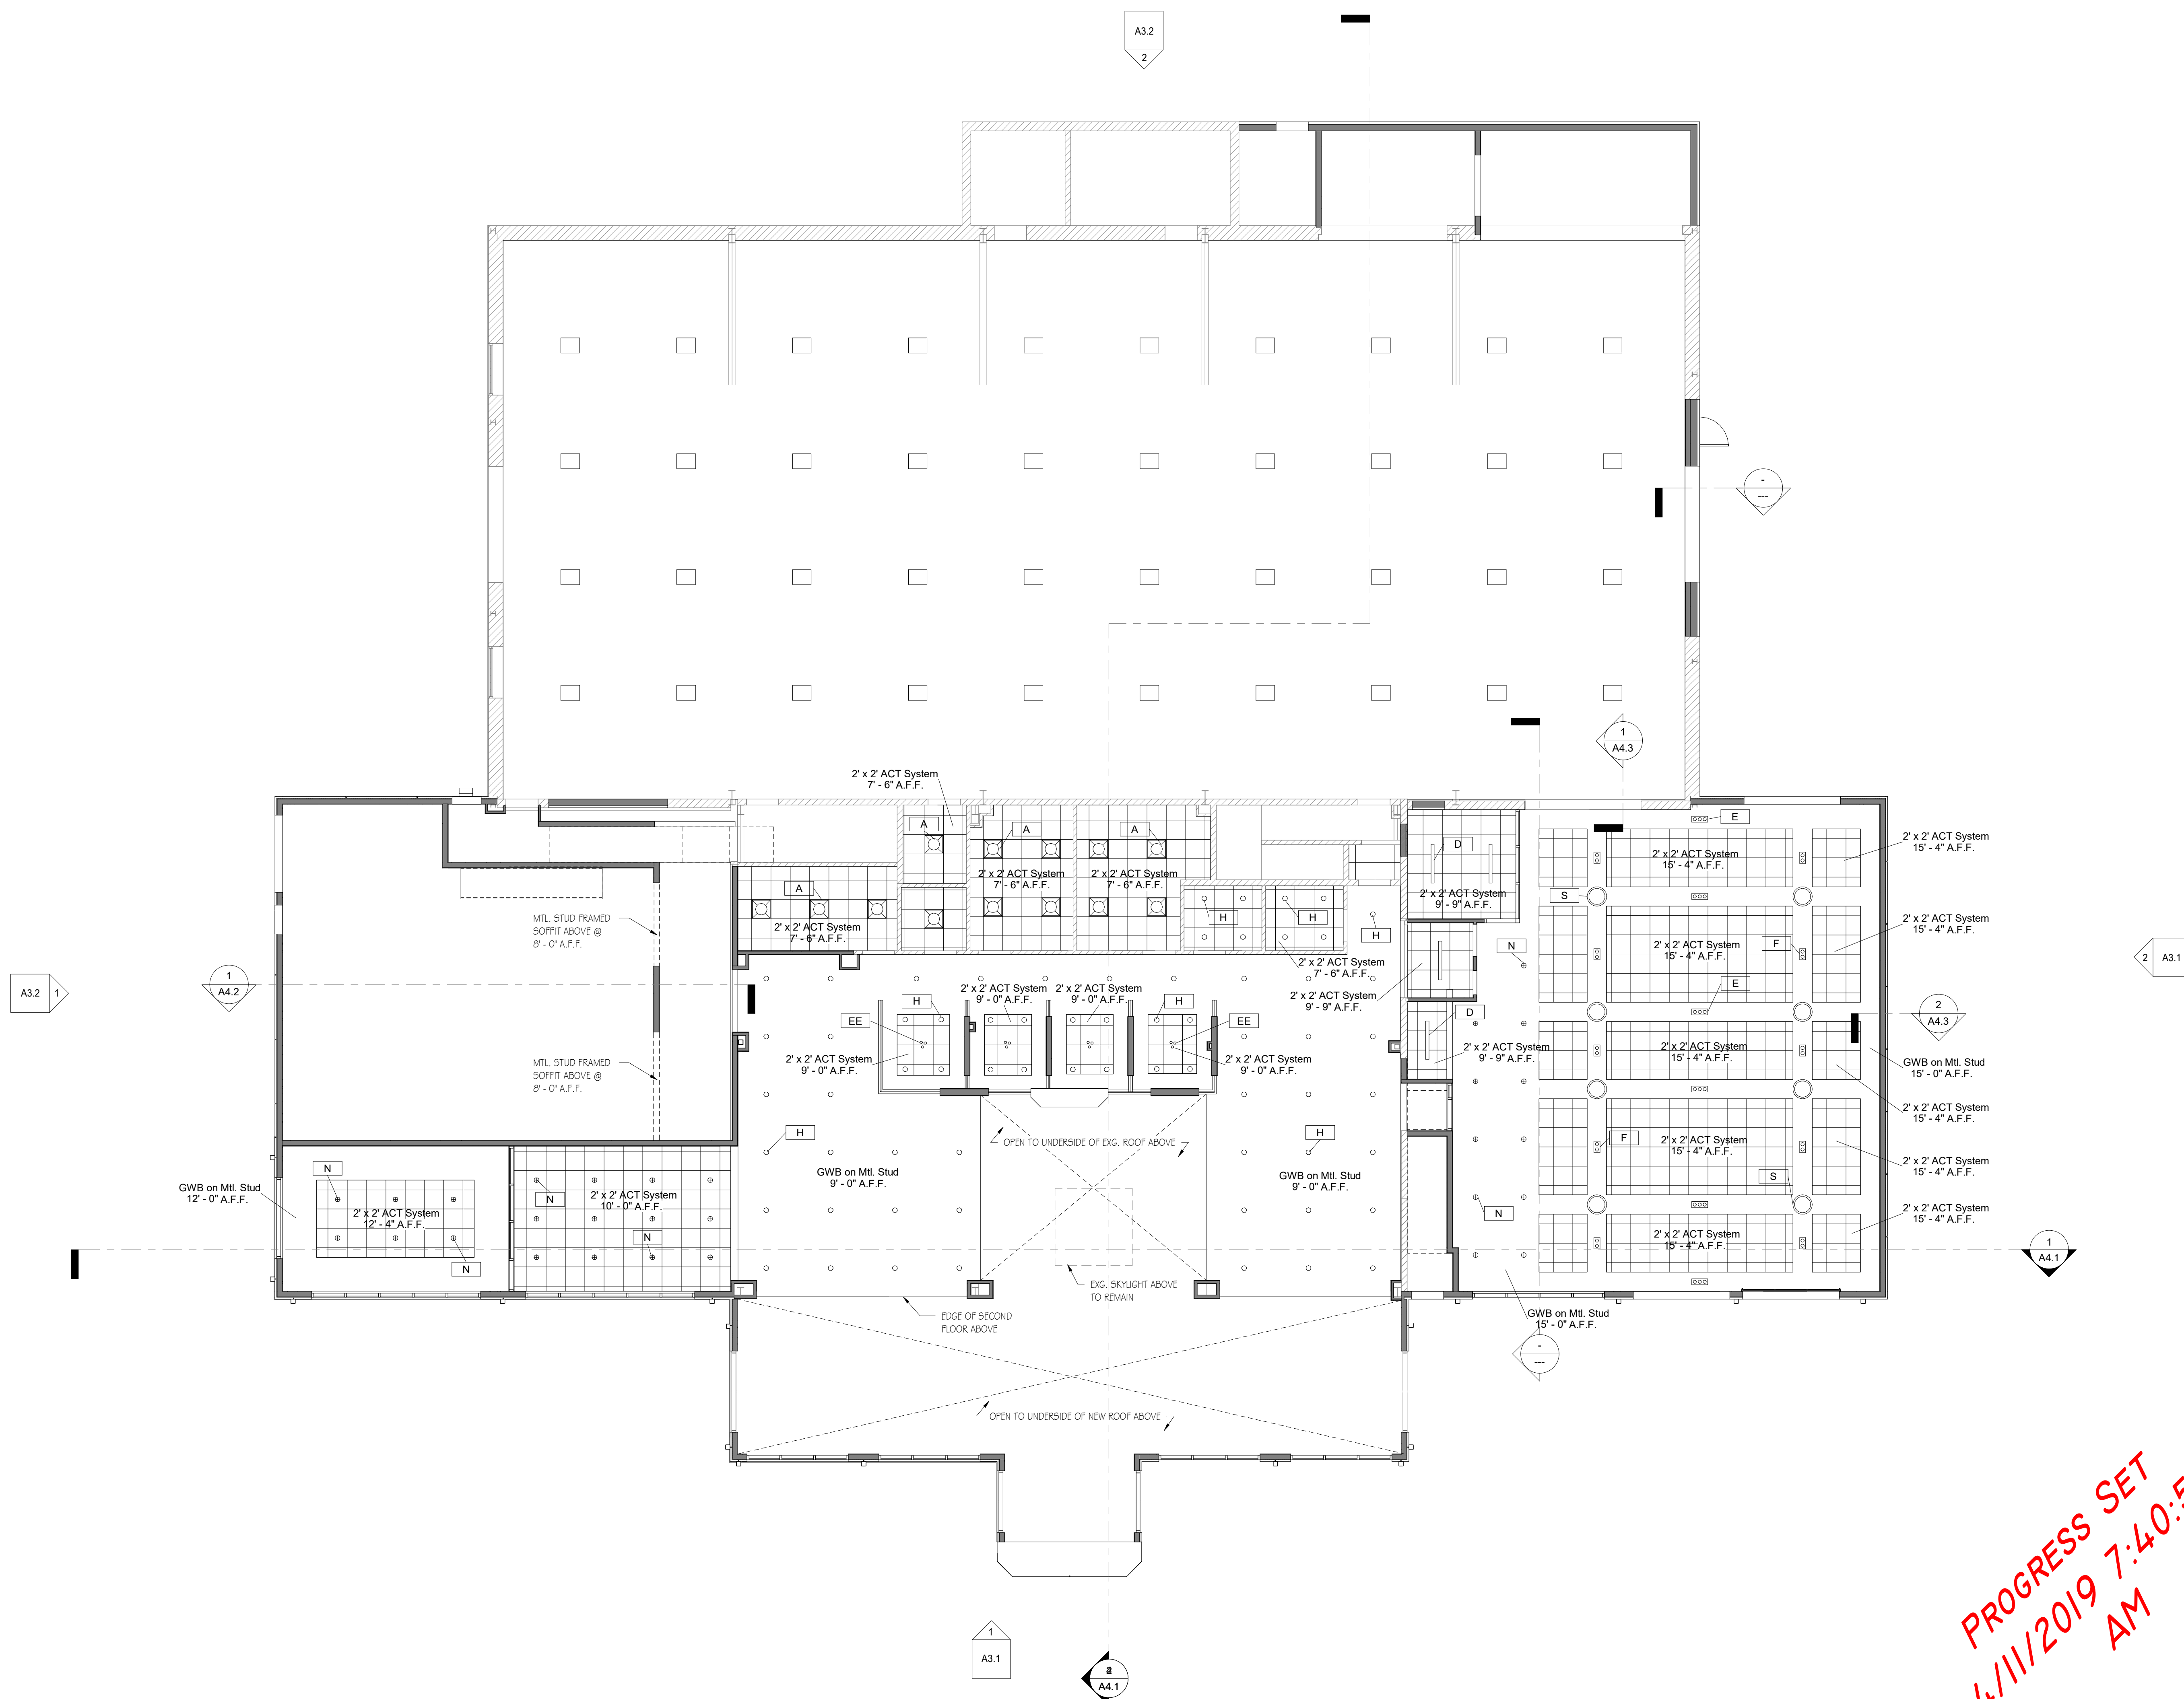 A3.2
2
-
---
1
A4.3
2' x 2' ACT System
7' - 6" A.F.F.
A
A
A
E
D
2' x 2' ACT System
15' - 4" A.F.F.
2' x 2' ACT System
15' - 4" A.F.F.
2' x 2' ACT System
7' - 6" A.F.F.
2' x 2' ACT System
7' - 6" A.F.F.
A
2' x 2' ACT System
9' - 9" A.F.F.
S
MTL. STUD FRAMED
SOFFIT ABOVE @
8' - 0" A.F.F.
2' x 2' ACT System
7' - 6" A.F.F.
H
H
H
N
2' x 2' ACT System
15' - 4" A.F.F.
F
2' x 2' ACT System
15' - 4" A.F.F.
2' x 2' ACT System
7' - 6" A.F.F.
A3.2
1
1
A4.2
2' x 2' ACT System
9' - 0" A.F.F.
2' x 2' ACT System
9' - 0" A.F.F.
H
H
2' x 2' ACT System
9' - 9" A.F.F.
E
2
A3.1
EE
EE
D
2
A4.3
MTL. STUD FRAMED
SOFFIT ABOVE @
8' - 0" A.F.F.
2' x 2' ACT System
9' - 0" A.F.F.
2' x 2' ACT System
9' - 0" A.F.F.
2' x 2' ACT System
9' - 9" A.F.F.
2' x 2' ACT System
15' - 4" A.F.F.
GWB on Mtl. Stud
15' - 0" A.F.F.
2' x 2' ACT System
15' - 4" A.F.F.
H
OPEN TO UNDERSIDE OF EXG. ROOF ABOVE
H
F
2' x 2' ACT System
15' - 4" A.F.F.
2' x 2' ACT System
15' - 4" A.F.F.
N
GWB on Mtl. Stud
9' - 0" A.F.F.
GWB on Mtl. Stud
9' - 0" A.F.F.
S
GWB on Mtl. Stud
12' - 0" A.F.F.
2' x 2' ACT System
12' - 4" A.F.F.
N
2' x 2' ACT System
10' - 0" A.F.F.
N
2' x 2' ACT System
15' - 4" A.F.F.
N
N
2' x 2' ACT System
15' - 4" A.F.F.
1
A4.1
EXG. SKYLIGHT ABOVE
TO REMAIN
EDGE OF SECOND
FLOOR ABOVE
GWB on Mtl. Stud
15' - 0" A.F.F.
-
---
OPEN TO UNDERSIDE OF NEW ROOF ABOVE
1
A3.1
A4.1
PROGRESS SET
/11/2019 7:40:
AM